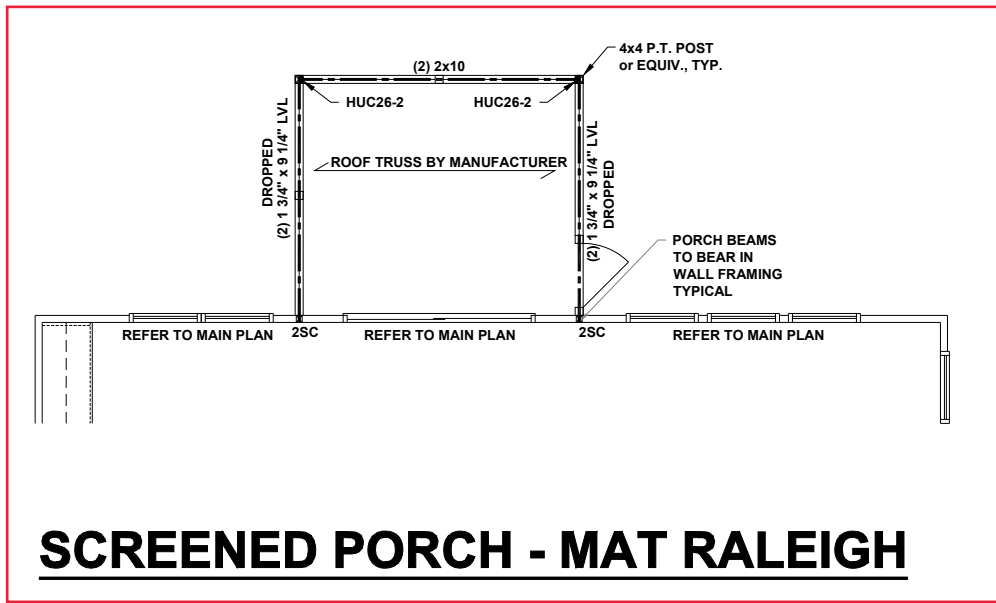 4x4 P.T. POST
or EQUIV., TYP.
(2) 2x10
HUC26-2
HUC26-2
DROPPED
(2) 1 3/4" x 9 1/4" LVL
ROOF TRUSS BY MANUFACTURER
(2) 1 3/4" x 9 1/4" LVL
DROPPED
PORCH BEAMS
TO BEAR IN
WALL FRAMING
TYPICAL
REFER TO MAIN PLAN
2SC
REFER TO MAIN PLAN
2SC
REFER TO MAIN PLAN
SCREENED PORCH - MAT RALEIGH